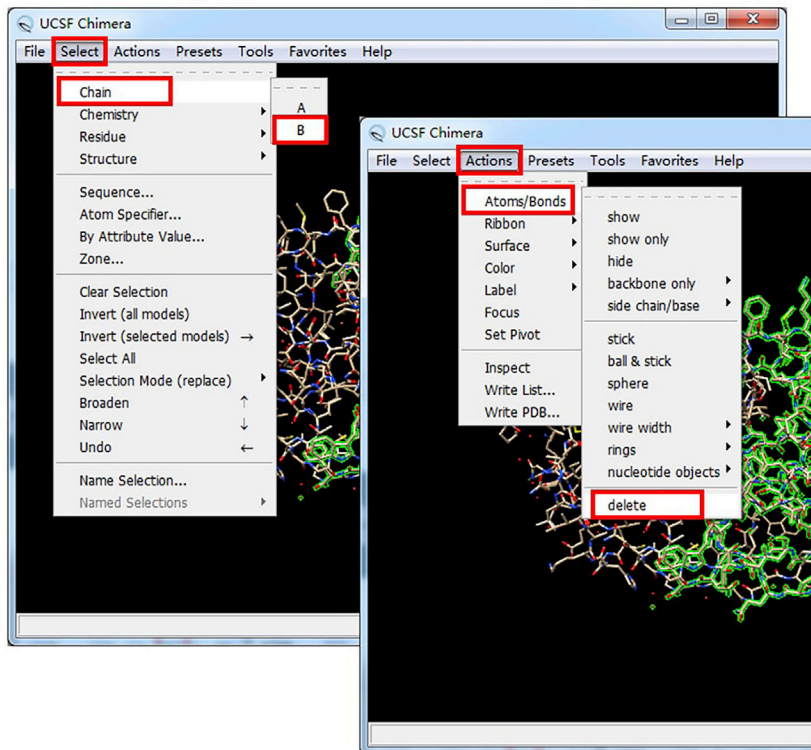 UCSF Chimera
File Select Actions Presets Tools Favorites Help
Chain
Chemistry
Residue
Structure
Sequence...
Atom Specifier...
By Attribute Value...
Zone...
Clear Selection
Invert (all models)
Invert (selected models) →
Select All
Selection Mode (replace)
Broaden ↑
Narrow ↓
Undo ←
Name Selection...
Named Selections
A
B
UCSF Chimera
File Select Actions Presets Tools Favorites Help
Atoms/Bonds
Ribbon
Surface
Color
Label
Focus
Set Pivot
Inspect
Write List...
Write PDB...
show
show only
hide
backbone only
side chain/base
stick
ball & stick
sphere
wire
wire width
rings
nucleotide objects
delete